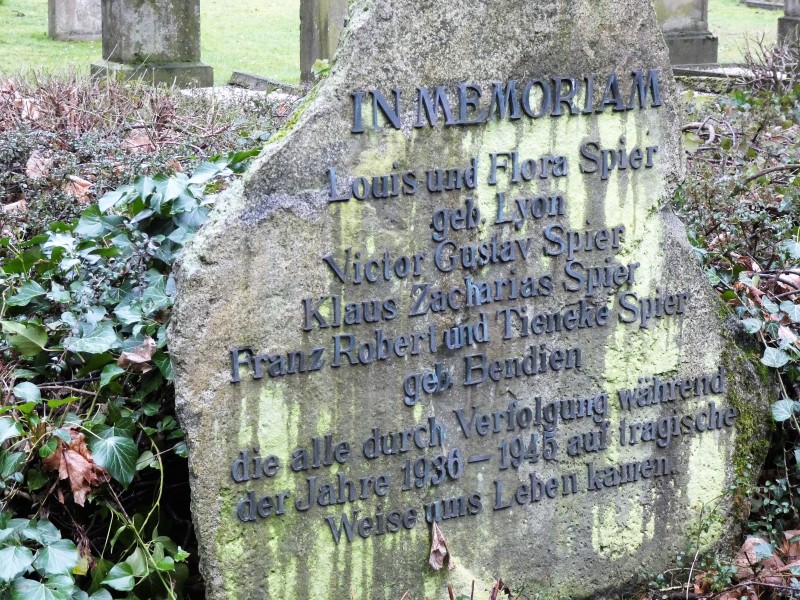 IN MEMORIAM
Louis und Flora Spier
geb. Lyon
Victor Gustav Spier
Klaus Zacharias Spier
Franz Robert und Tieneke Spier
geb. Bendien
die alle durch Verfolgung während
der Jahre 1936-1945 auf tragische
Weise ums Leben kamen.